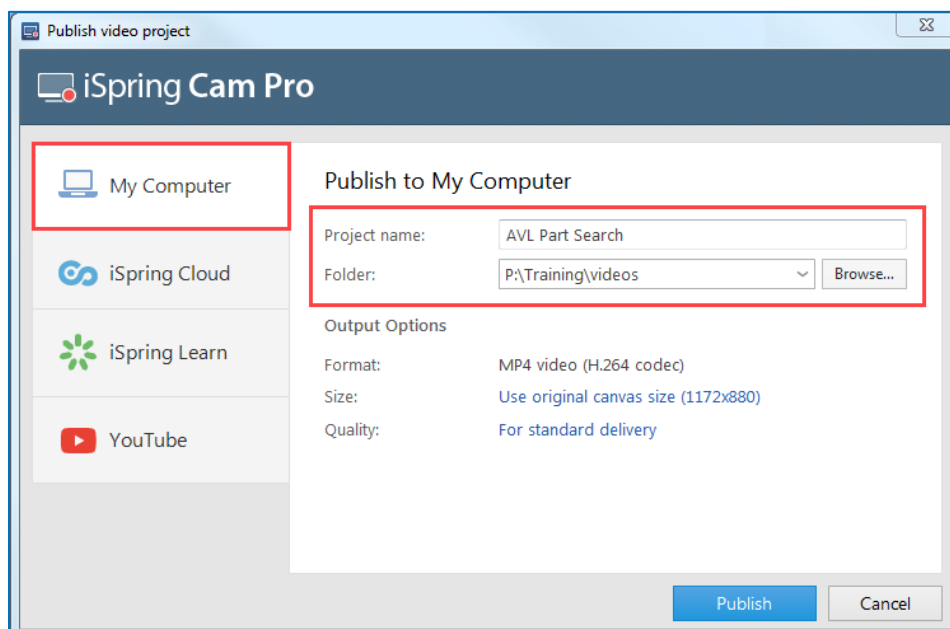 Publish video project
iSpring Cam Pro
My Computer
iSpring Cloud
iSpring Learn
YouTube
Publish to My Computer
Project name: AVL Part Search
Folder: P:\Training\videos Browse...
Output Options
Format: MP4 video (H.264 codec)
Size: Use original canvas size (1172x880)
Quality: For standard delivery
Publish Cancel